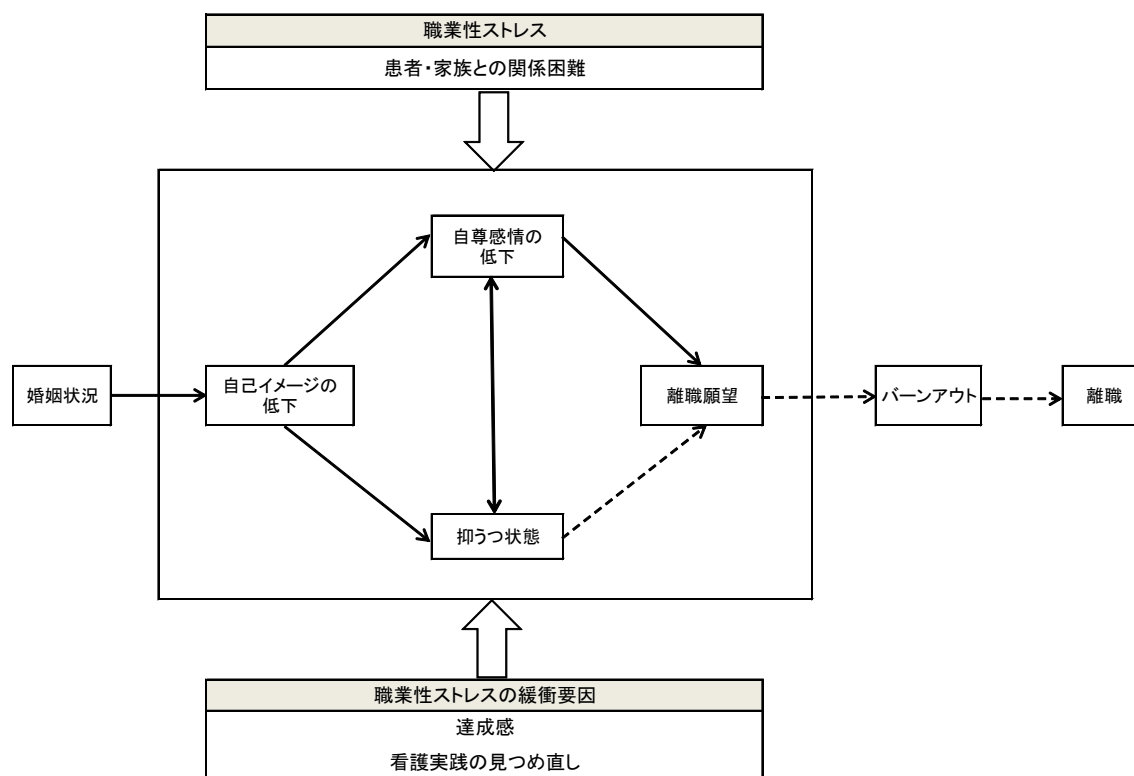 職業性ストレス
患者・家族との関係困難
自尊感情の
低下
婚姻状況
自己イメージの
低下
離職願望
バーンアウト
離職
抑うつ状態
職業性ストレスの緩衝要因
達成感
看護実践の見つめ直し